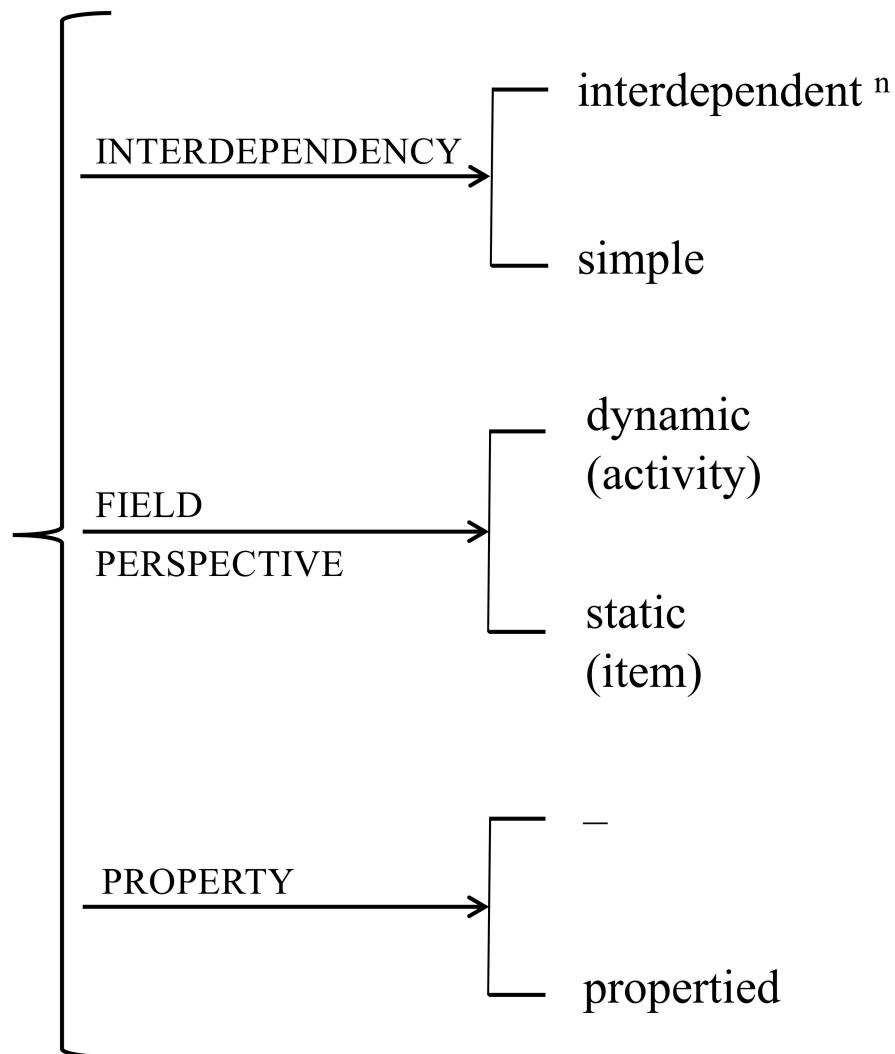 interdependent ⁿ
INTERDEPENDENCY
simple
dynamic
(activity)
FIELD
PERSPECTIVE
static
(item)
–
PROPERTY
propertied